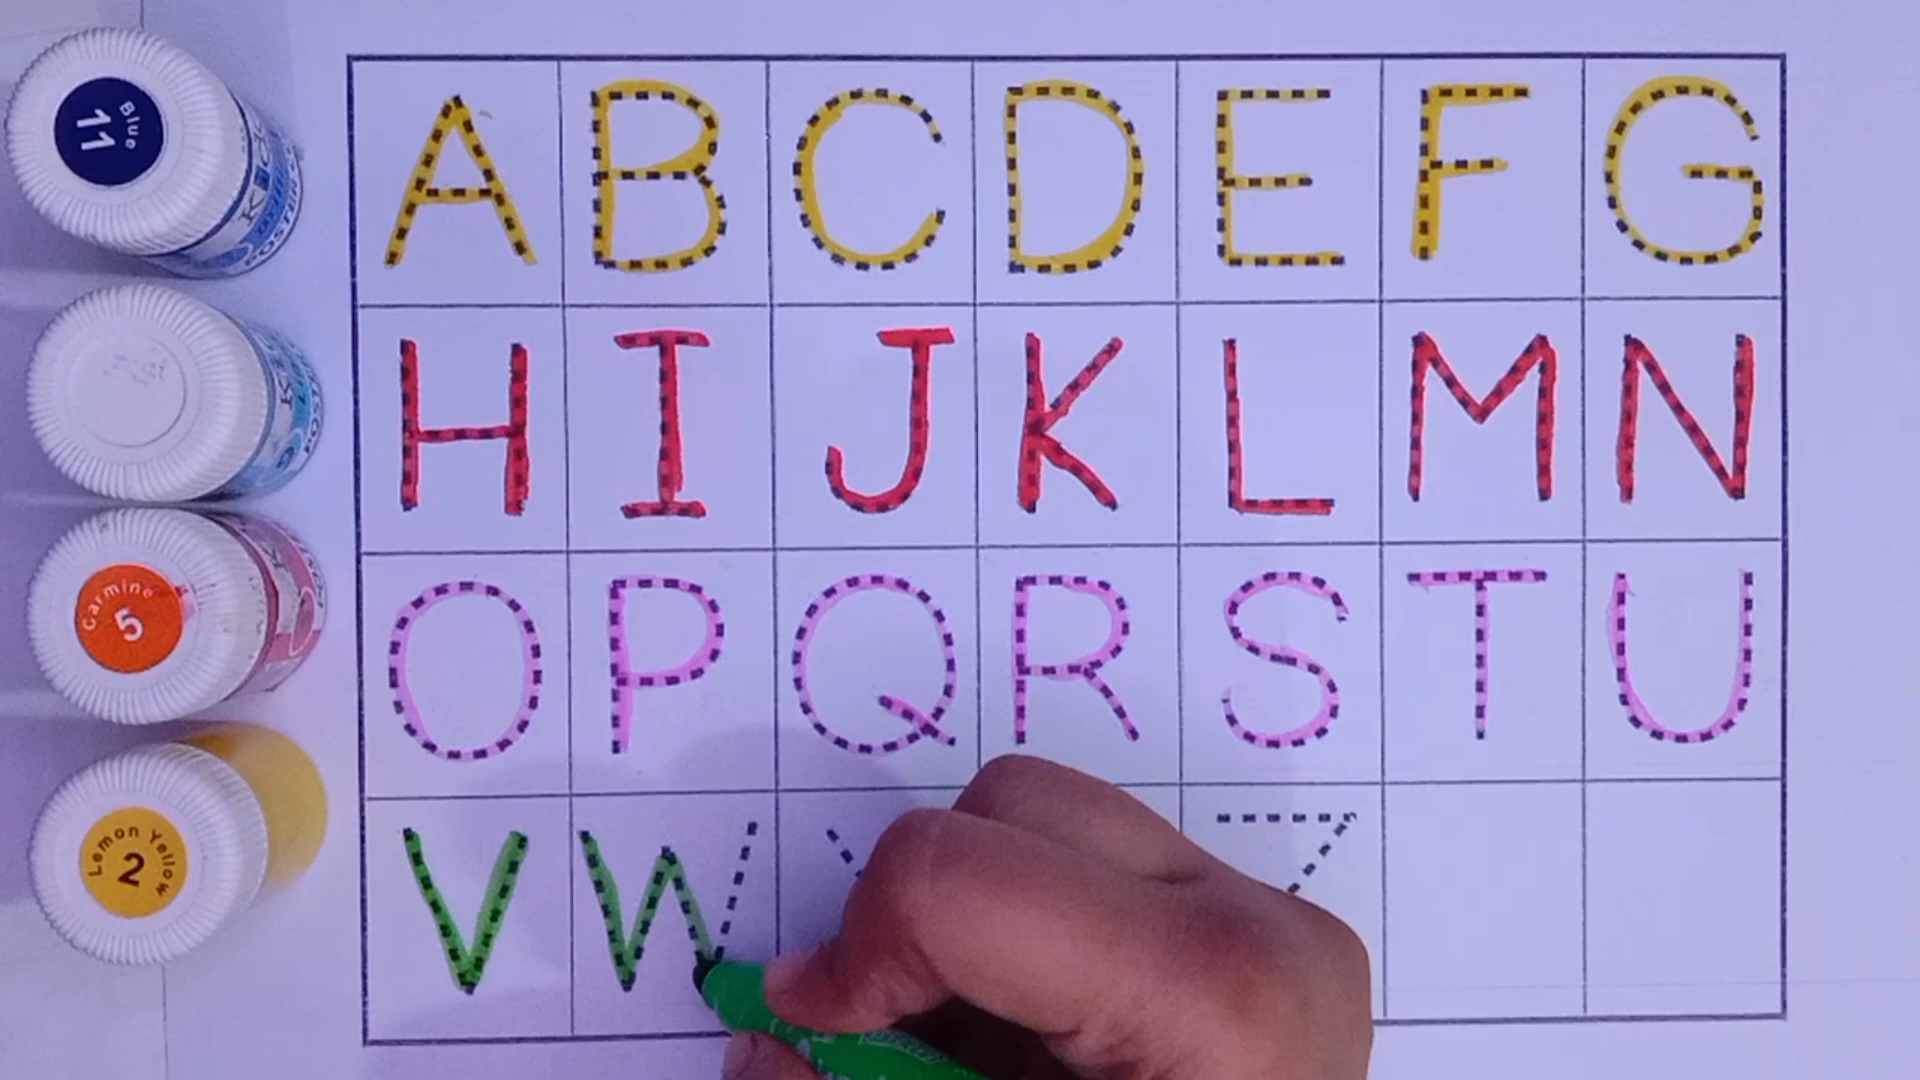 A B C D E F G
H I J K L M N
O P Q R S T U
V W
Blue
11
Carmine
5
Lemon Yellow
2